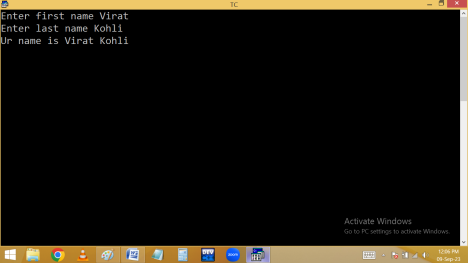 TC
Enter first name Virat
Enter last name Kohli
Ur name is Virat Kohli
Activate Windows
Go to PC settings to activate Windows.
zoom
12:06 PM
08-Sep-23